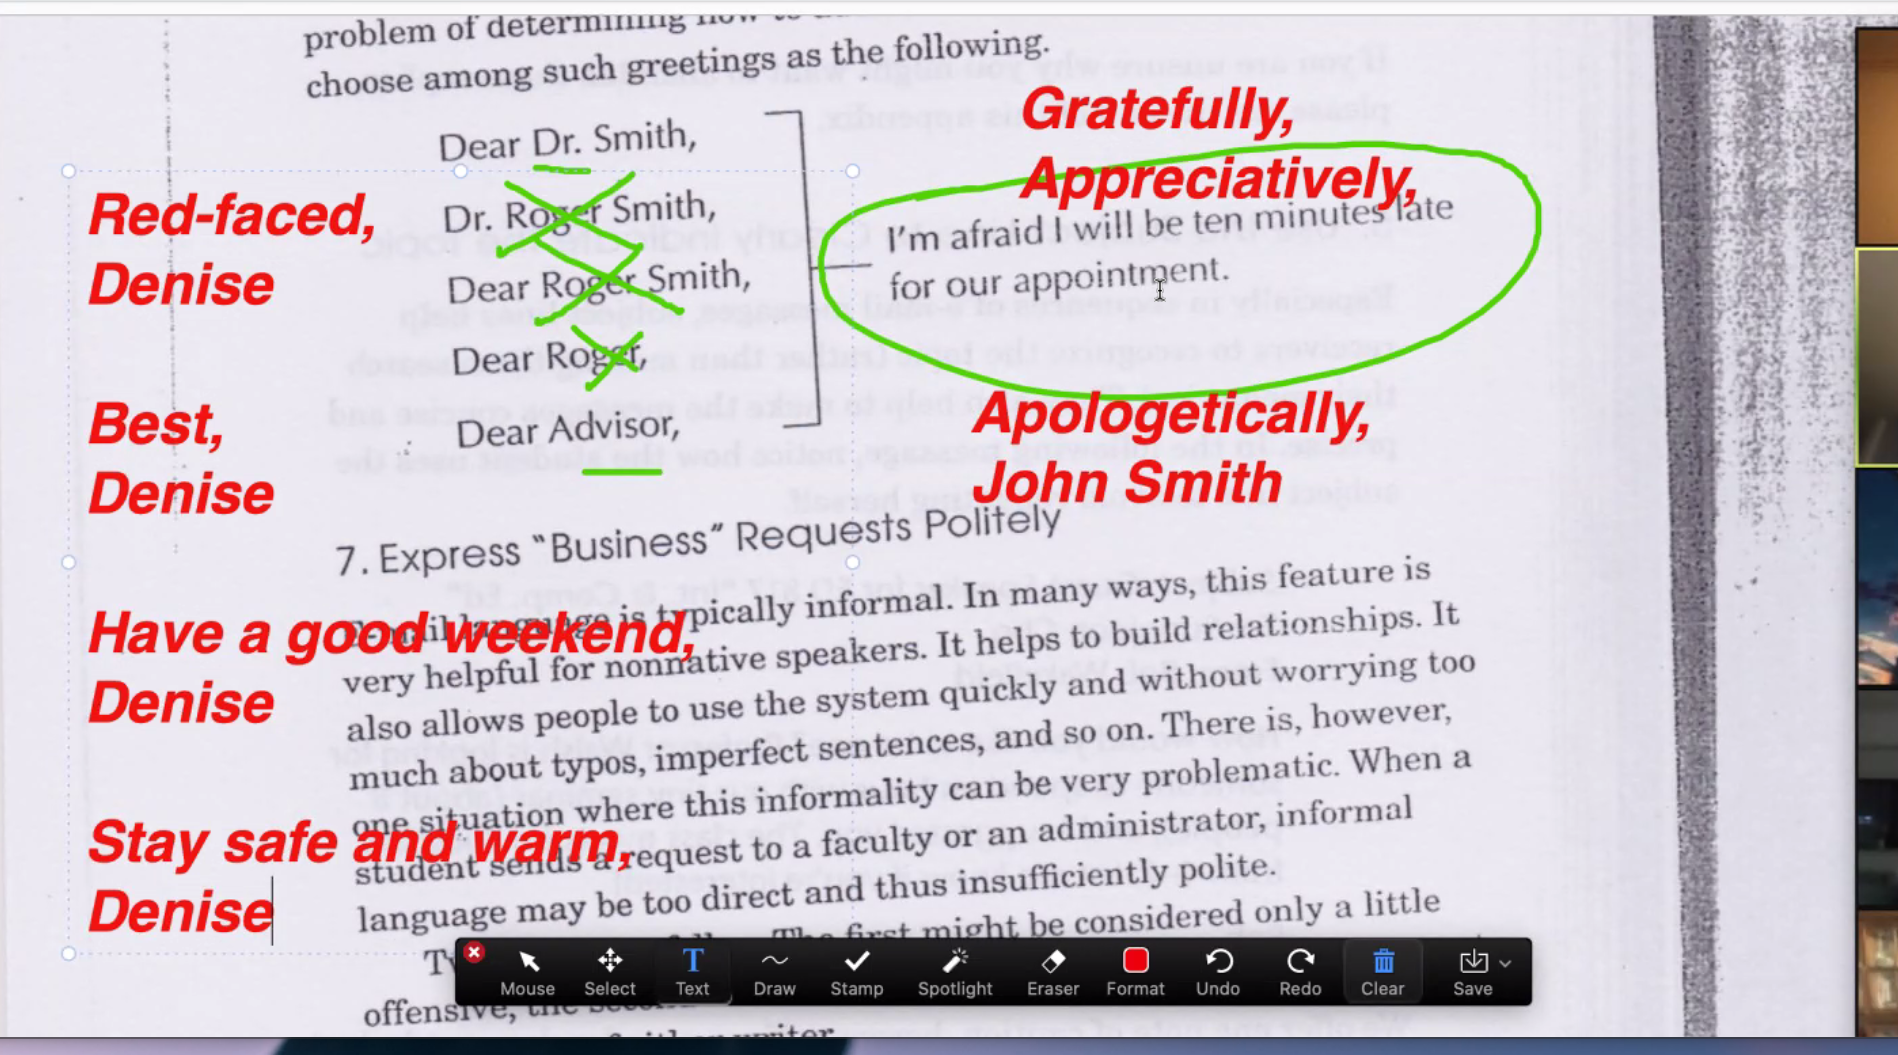 problem of determining how to
choose among such greetings as the following.
Gratefully,
Appreciatively,
Dear Dr. Smith,
Dr. Roger Smith,
Dear Roger Smith,
Dear Roger,
Dear Advisor,
I'm afraid I will be ten minutes late
for our appointment.
Apologetically,
John Smith
Red-faced,
Denise
Best,
Denise
Have a good weekend,
Denise
Stay safe and warm,
Denise
7. Express "Business" Requests Politely
E-mail language is typically informal. In many ways, this feature is
very helpful for nonnative speakers. It helps to build relationships. It
also allows people to use the system quickly and without worrying too
much about typos, imperfect sentences, and so on. There is, however,
one situation where this informality can be very problematic. When a
student sends a request to a faculty or an administrator, informal
language may be too direct and thus insufficiently polite.
The first might be considered only a little
offensive, the second
writer
Mouse
Select
Text
Draw
Stamp
Spotlight
Eraser
Format
Undo
Redo
Clear
Save